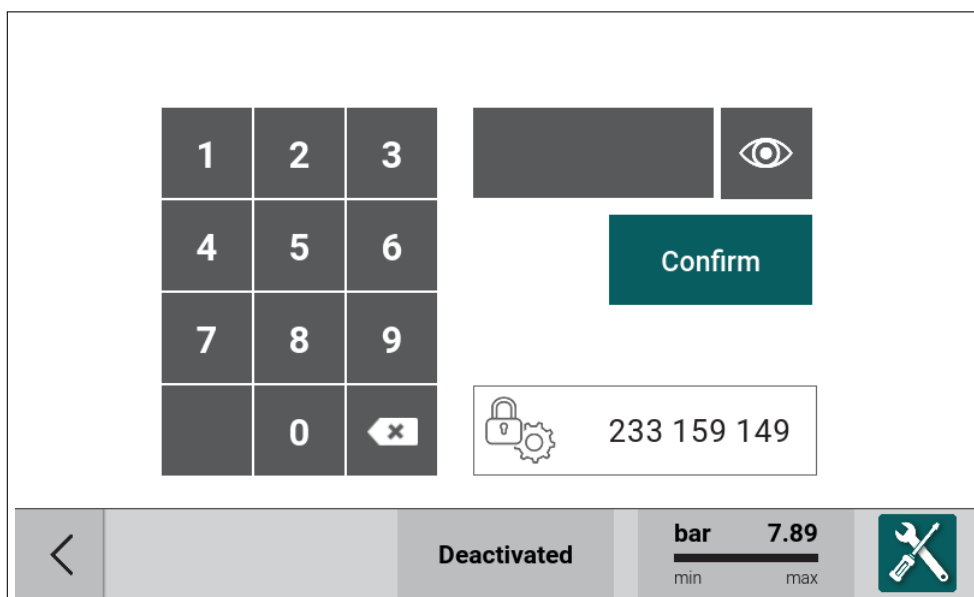 1 2 3
4 5 6
Confirm
7 8 9
0
233 159 149
Deactivated
bar 7.89
min max